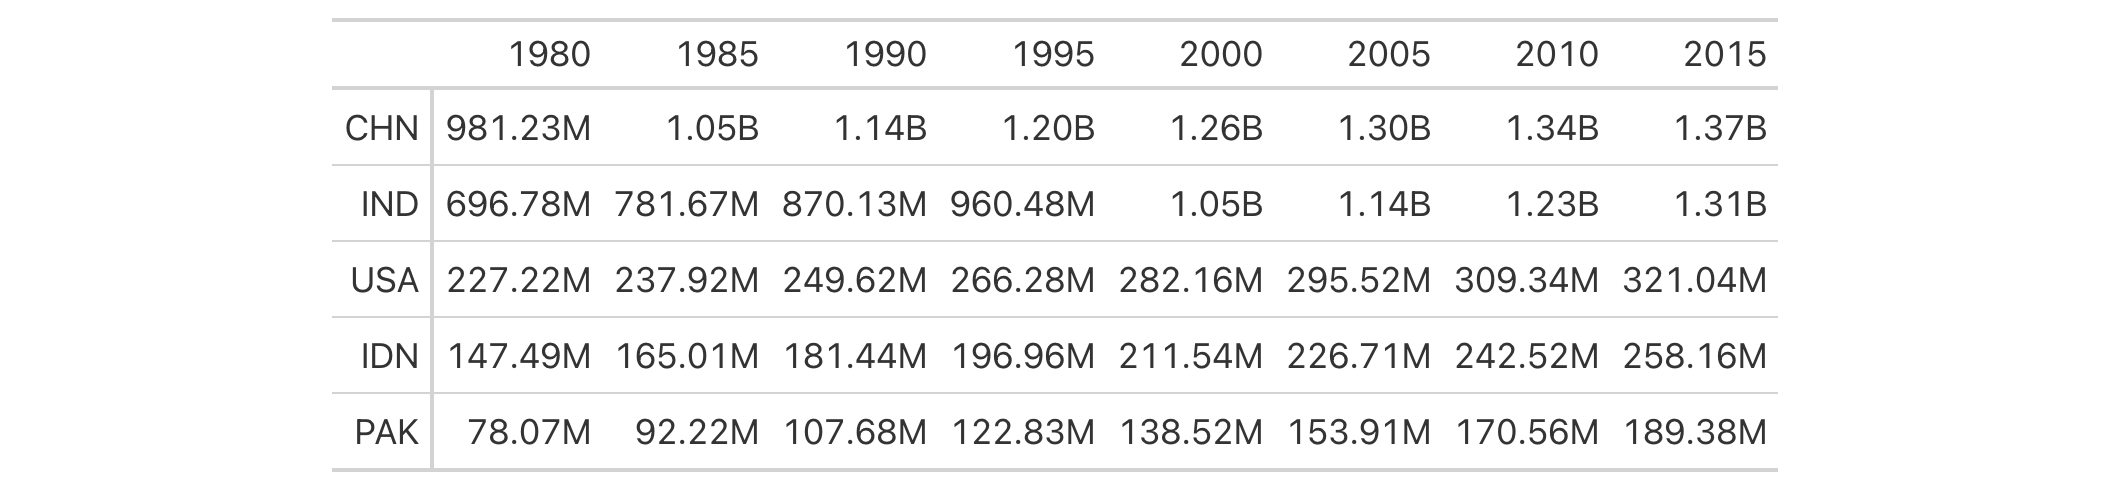 1980 1985 1990 1995 2000 2005 2010 2015
CHN 981.23M 1.05B 1.14B 1.20B 1.26B 1.30B 1.34B 1.37B
IND 696.78M 781.67M 870.13M 960.48M 1.05B 1.14B 1.23B 1.31B
USA 227.22M 237.92M 249.62M 266.28M 282.16M 295.52M 309.34M 321.04M
IDN 147.49M 165.01M 181.44M 196.96M 211.54M 226.71M 242.52M 258.16M
PAK 78.07M 92.22M 107.68M 122.83M 138.52M 153.91M 170.56M 189.38M